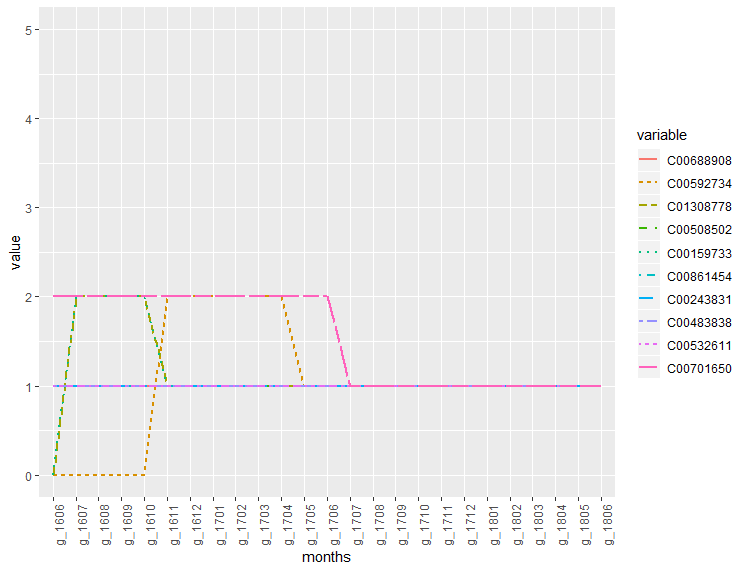 5
4
3
2
1
0
value
g_1606
g_1607
g_1608
g_1609
g_1610
g_1611
g_1612
g_1701
g_1702
g_1703
g_1704
g_1705
g_1706
g_1707
g_1708
g_1709
g_1710
g_1711
g_1712
g_1801
g_1802
g_1803
g_1804
g_1805
g_1806
months
variable
C00688908
C00592734
C01308778
C00508502
C00159733
C00861454
C00243831
C00483838
C00532611
C00701650